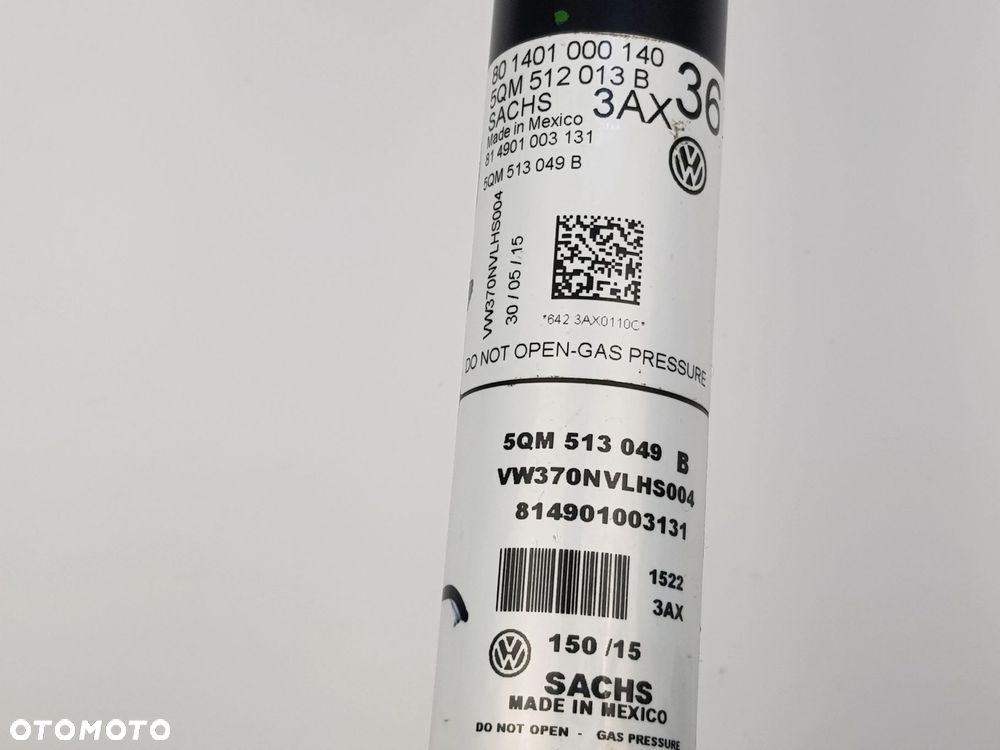 801401 000 140
36
5QM 512 013 B
SACHS
3AX
Made in Mexico
81 4901 003 131
5QM 513 049 B
VW370NVLHS004
30 / 05 / 15
*642 3AX0110C*
DO NOT OPEN-GAS PRESSURE
5QM 513 049 B
VW370NVLHS004
814901003131
1522
3AX
150 /15
SACHS
MADE IN MEXICO
DO NOT OPEN - GAS PRESSURE
OTOMOTO